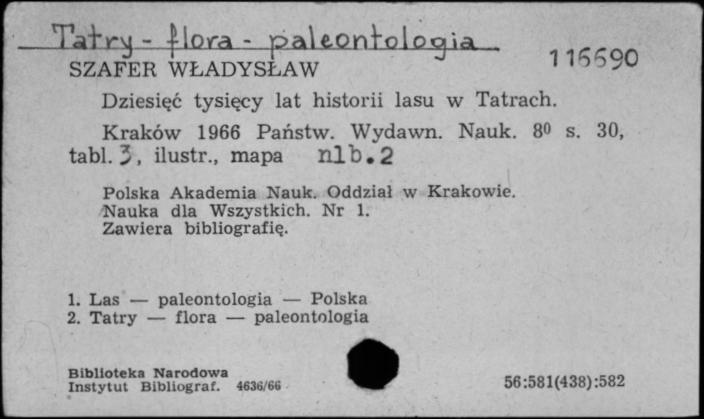 Tatry - flora - paleontologia
116690
SZAFER WŁADYSŁAW
Dziesięć tysięcy lat historii lasu w Tatrach.
Kraków 1966 Państw. Wydawn. Nauk. 8⁰ s. 30,
tabl. 3, ilustr., mapa nlb.2
Polska Akademia Nauk. Oddział w Krakowie.
Nauka dla Wszystkich. Nr 1.
Zawiera bibliografię.
1. Las — paleontologia — Polska
2. Tatry — flora — paleontologia
Biblioteka Narodowa
Instytut Bibliograf. 4636/66
56:581(438):582